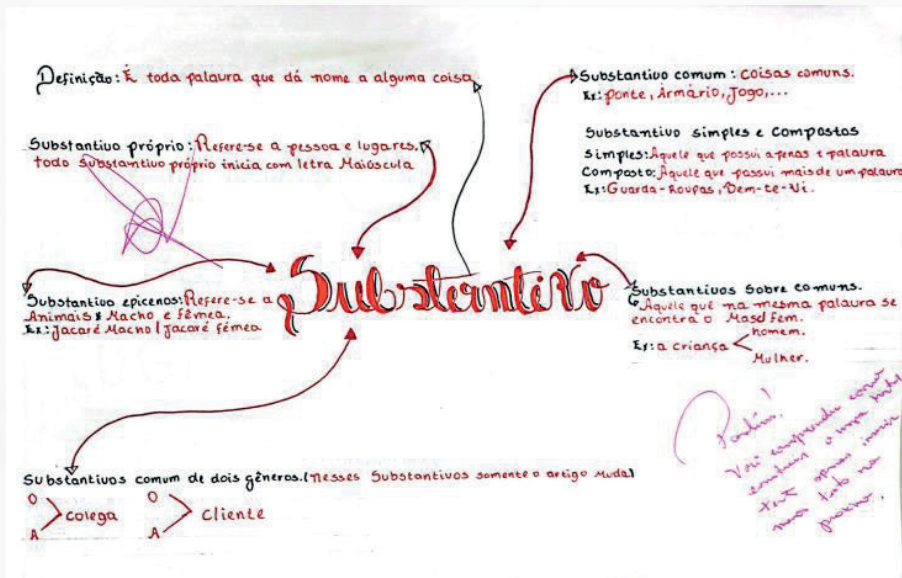 Definição: É toda palavra que dá nome a alguma coisa
Substantivo próprio: Refere-se a pessoa e lugares.
todo substantivo próprio inicia com letra Maiúscula
Substantivo comum: coisas comuns.
Ex: ponte, Armário, Jogo,...
Substantivo simples e Compostos
Simples: Aquele que possui apenas 1 palavra
Composto: Aquele que possui mais de um palavra
Ex: Guarda-Roupas, Bem-te-Vi.
Substantivo
Substantivo epicenos: Refere-se a
Animais Macho e fêmea.
Ex: Jacaré Macho / Jacaré fêmea
Substantivos Sobre comuns.
Aquele que na mesma palavra se
encontra o Masc/ fem.
homem.
Ex: a criança
Mulher.
Substantivos comum de dois gêneros. (nesses Substantivos somente o artigo Muda)
O
A
colega
O
A
cliente
Parabéns!
Você compreendeu como